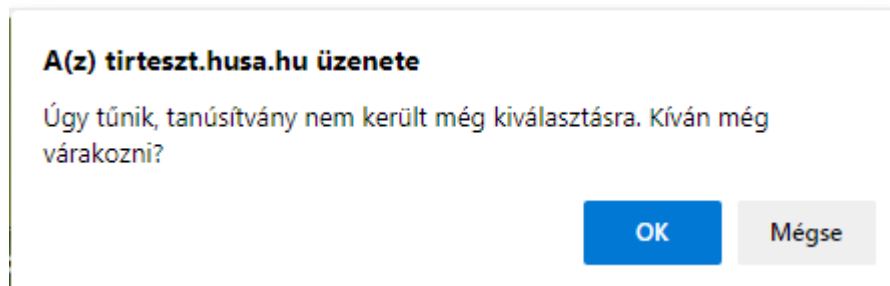 A(z) tirteszt.husa.hu üzenete
Úgy tűnik, tanúsítvány nem került még kiválasztásra. Kíván még
várakozni?
OK
Mégse